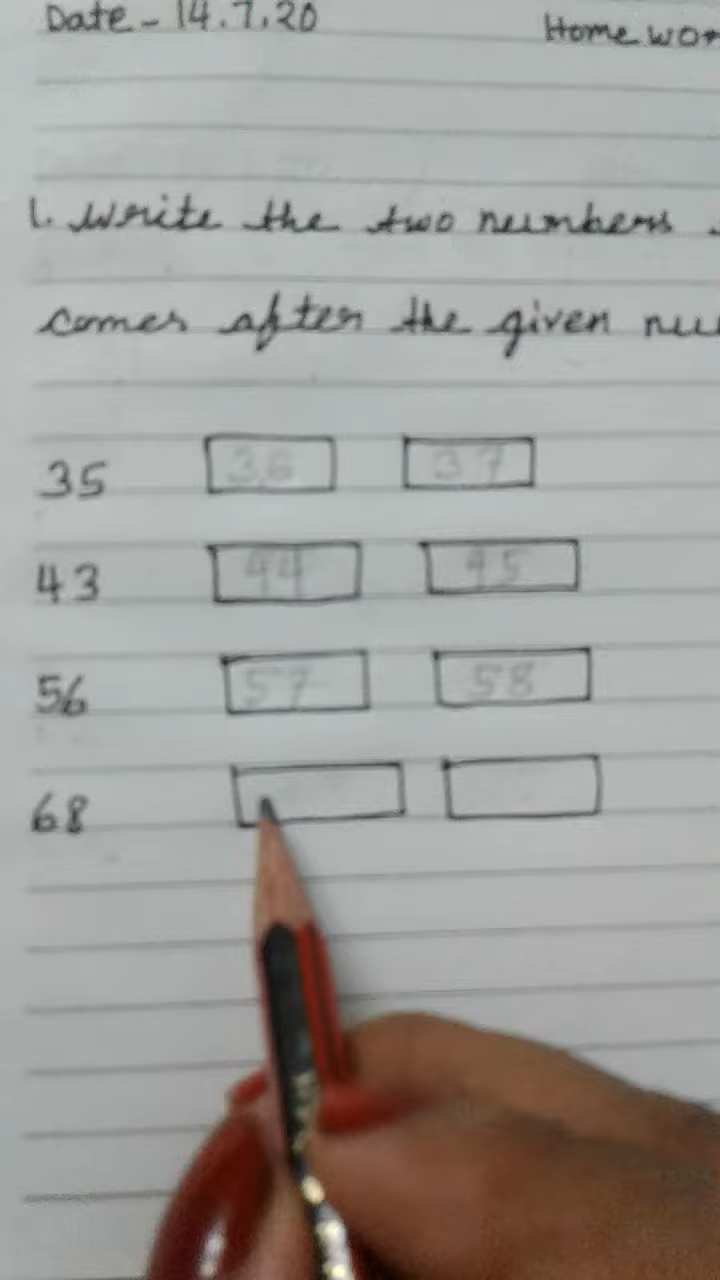 Date - 14.7.20
Home wo
1. Write the two numbers
comes after the given nu
35 36 37
43 44 45
56 57 58
68